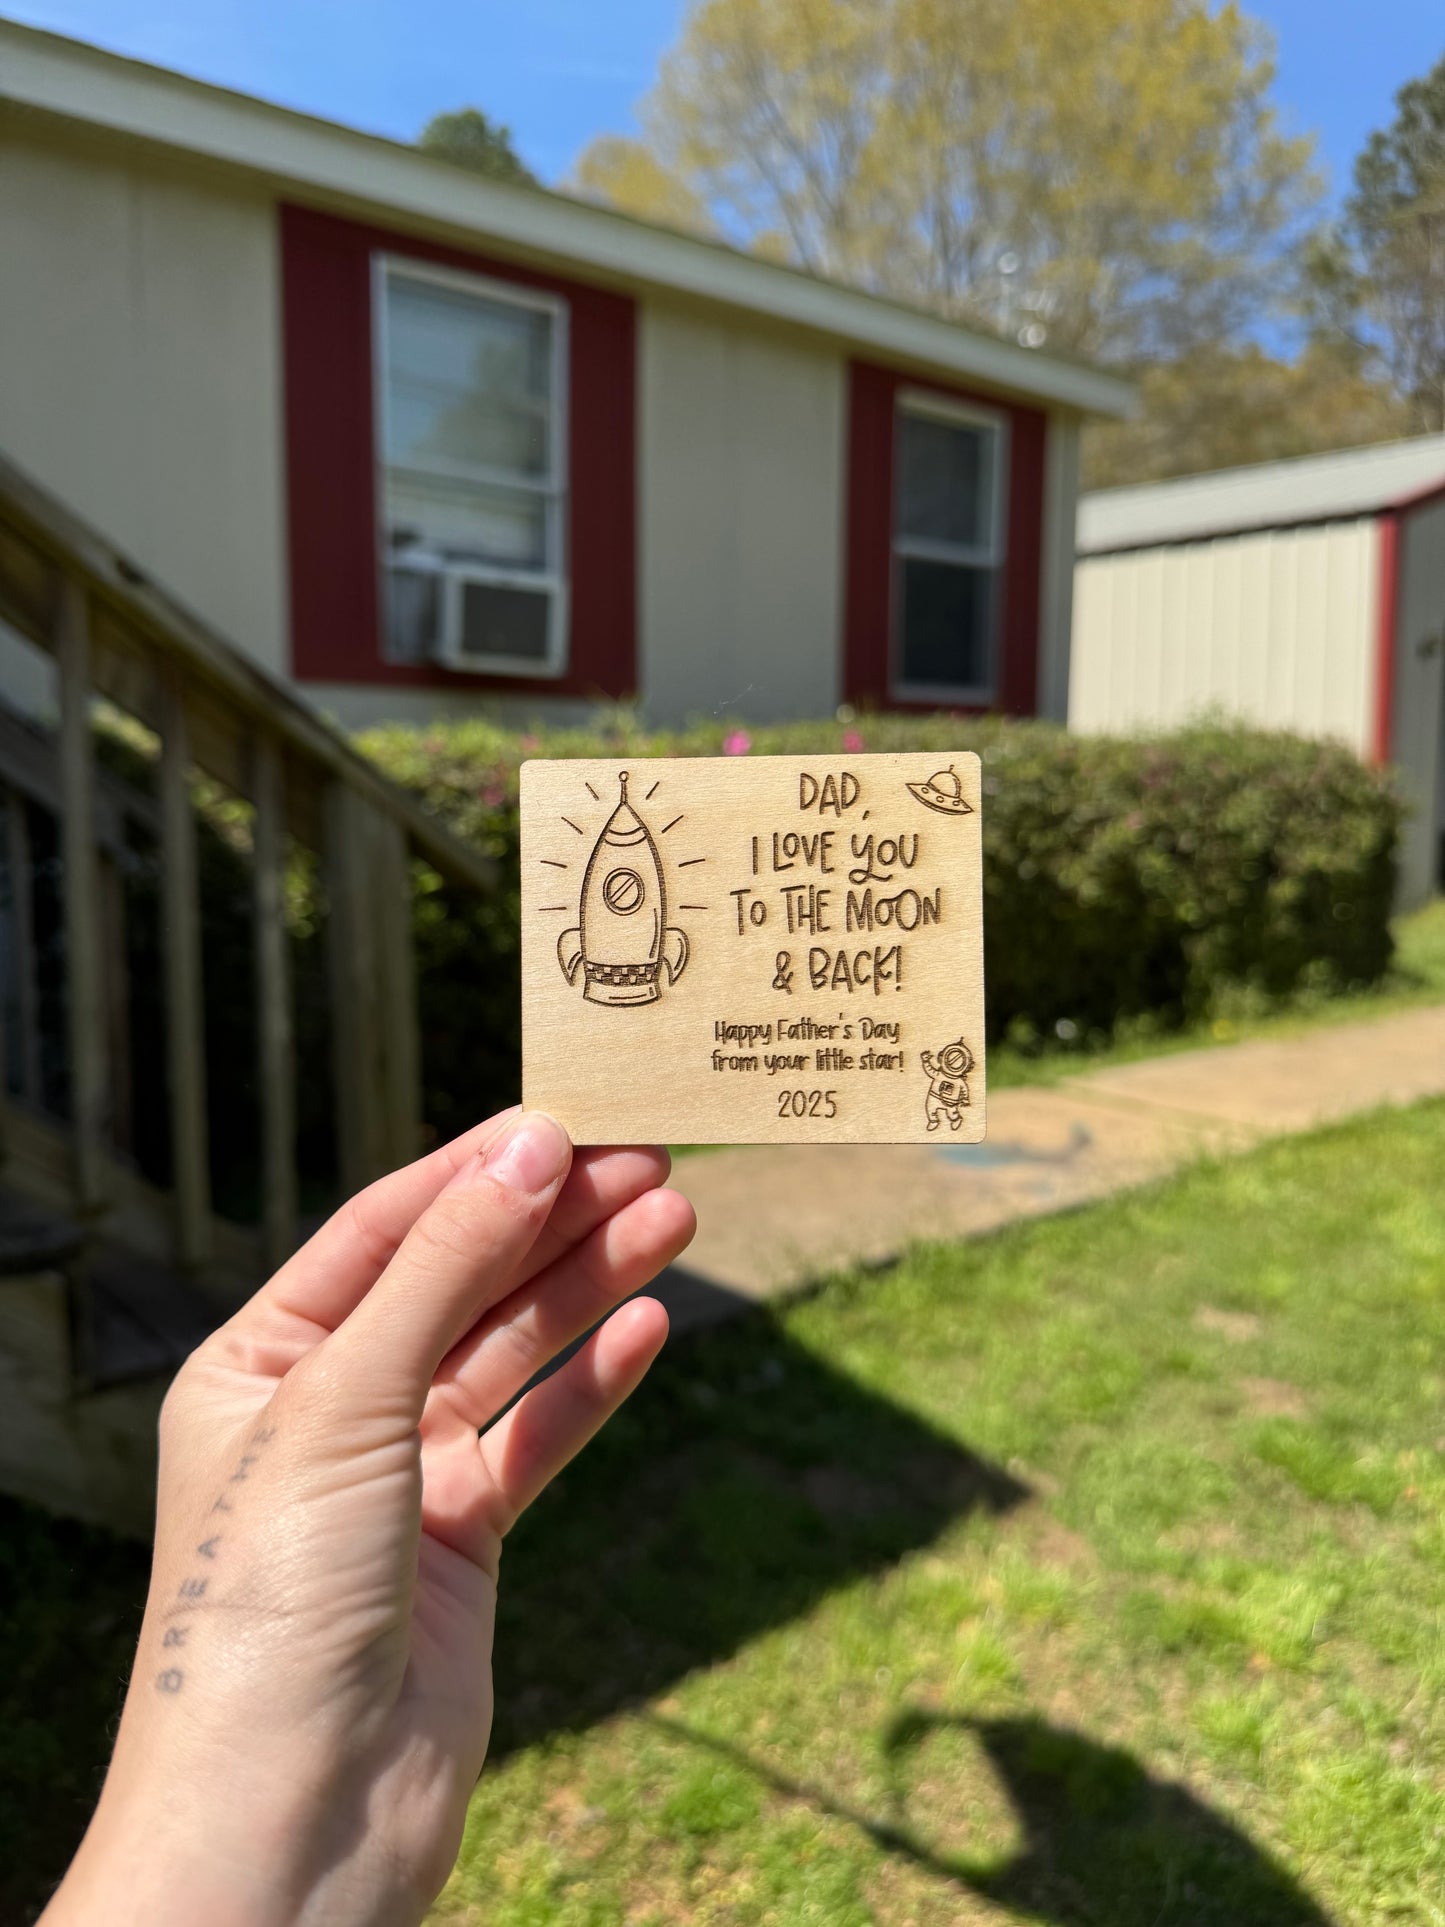 DAD,
I LOVE YOU
TO THE MOON
& BACK!
Happy Father's Day
from your little star!
2025
BREATHE